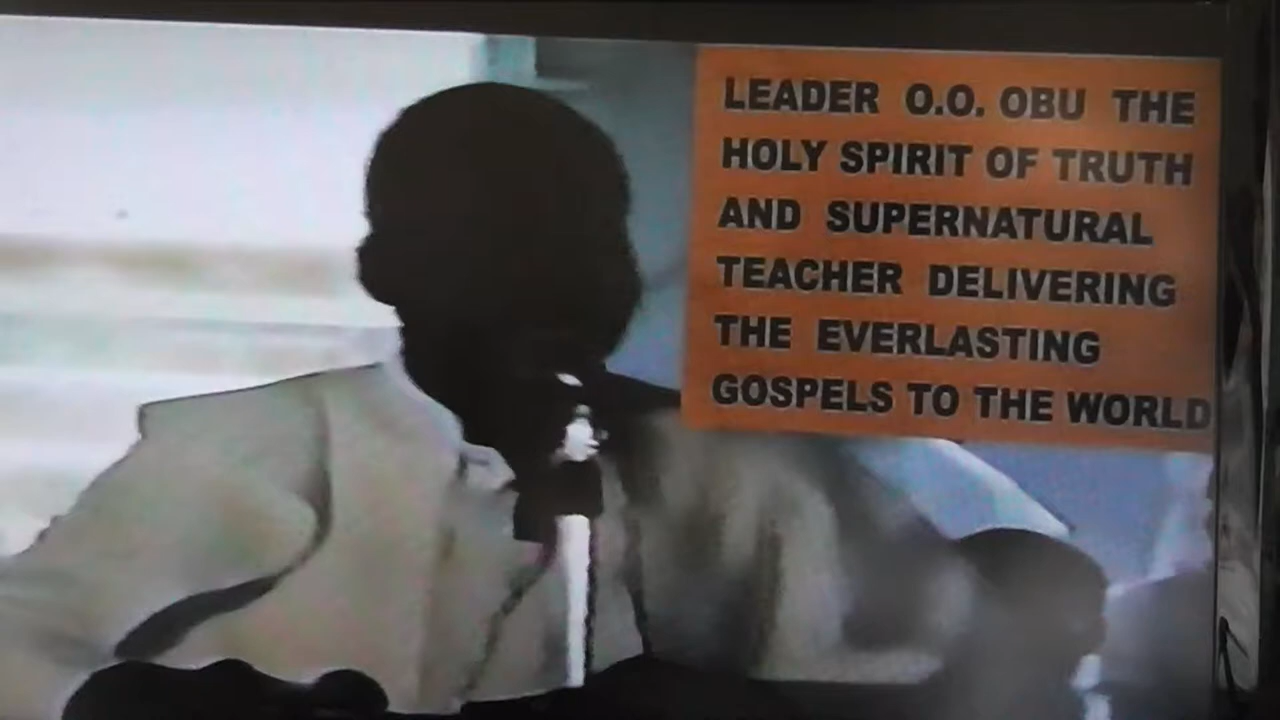 LEADER O.O. OBU THE
HOLY SPIRIT OF TRUTH
AND SUPERNATURAL
TEACHER DELIVERING
THE EVERLASTING
GOSPELS TO THE WORLD